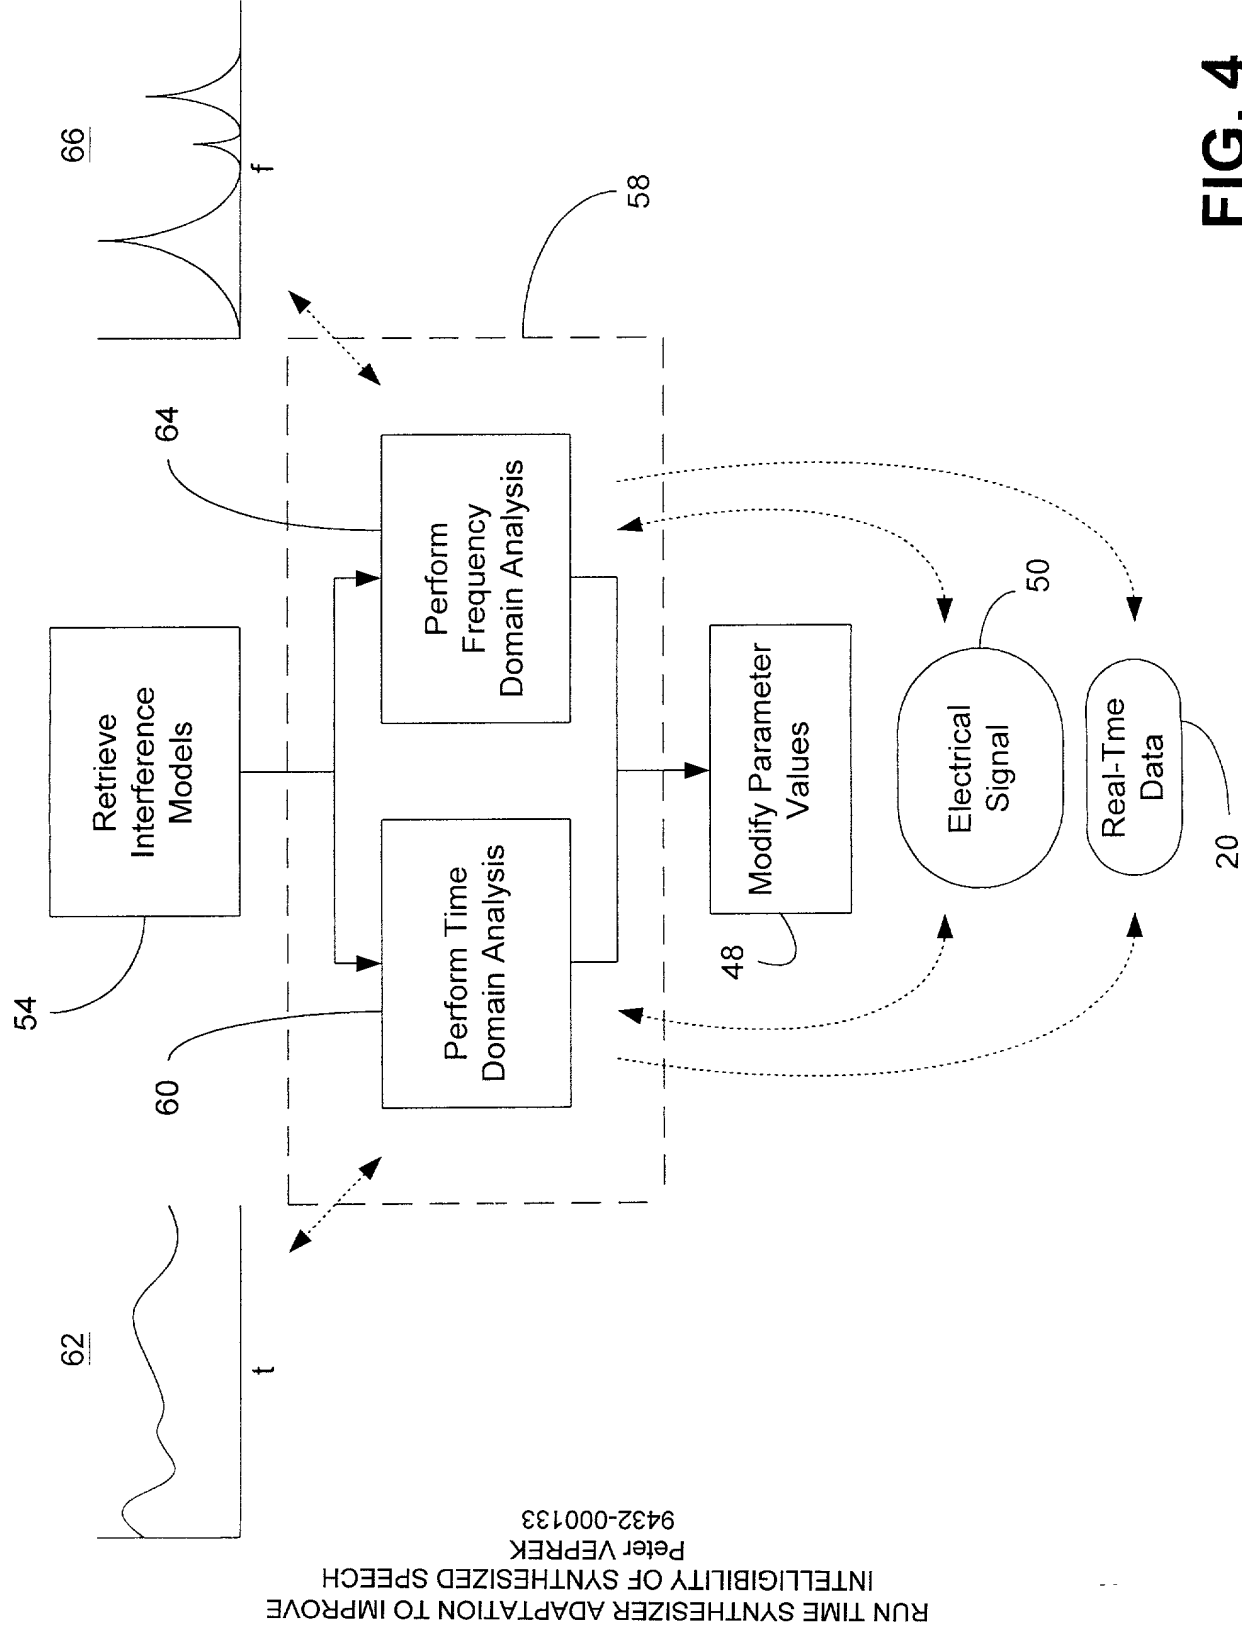 62
t
66
f
54
Retrieve
Interference
Models
60
64
Perform Time
Domain Analysis
Perform
Frequency
Domain Analysis
58
48
Modify Parameter
Values
Electrical
Signal
50
Real-Tme
Data
20
FIG. 4
RUN TIME SYNTHESIZER ADAPTATION TO IMPROVE
INTELLIGIBILITY OF SYNTHESIZED SPEECH
Peter VEPREK
9432-000133